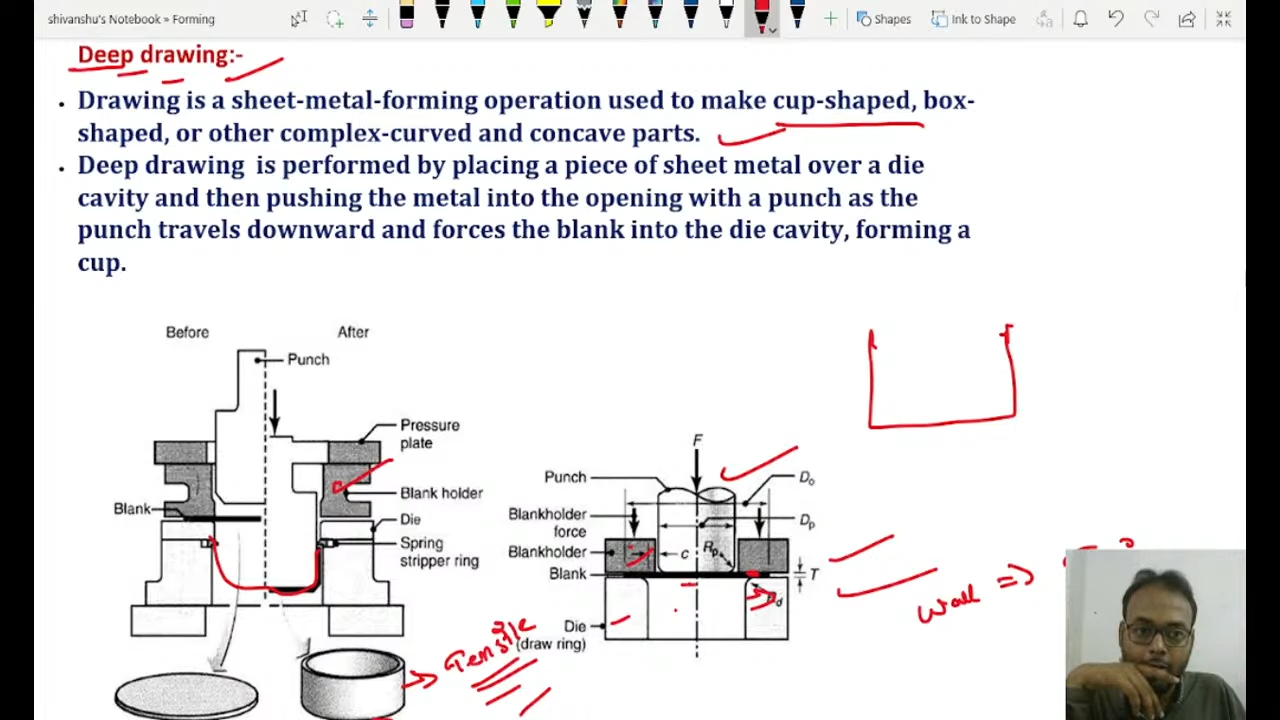 shivanshu's Notebook » Forming
Shapes
Ink to Shape
Deep drawing:-
• Drawing is a sheet-metal-forming operation used to make cup-shaped, box-
shaped, or other complex-curved and concave parts.
• Deep drawing is performed by placing a piece of sheet metal over a die
cavity and then pushing the metal into the opening with a punch as the
punch travels downward and forces the blank into the die cavity, forming a
cup.
Before
After
Punch
Pressure
plate
Blank holder
Blank
Die
Spring
stripper ring
F
Punch
Do
Blankholder
force
Dp
Blankholder
c
Rp
Blank
T
Rd
Die
(draw ring)
Tensile
Wall ⇒